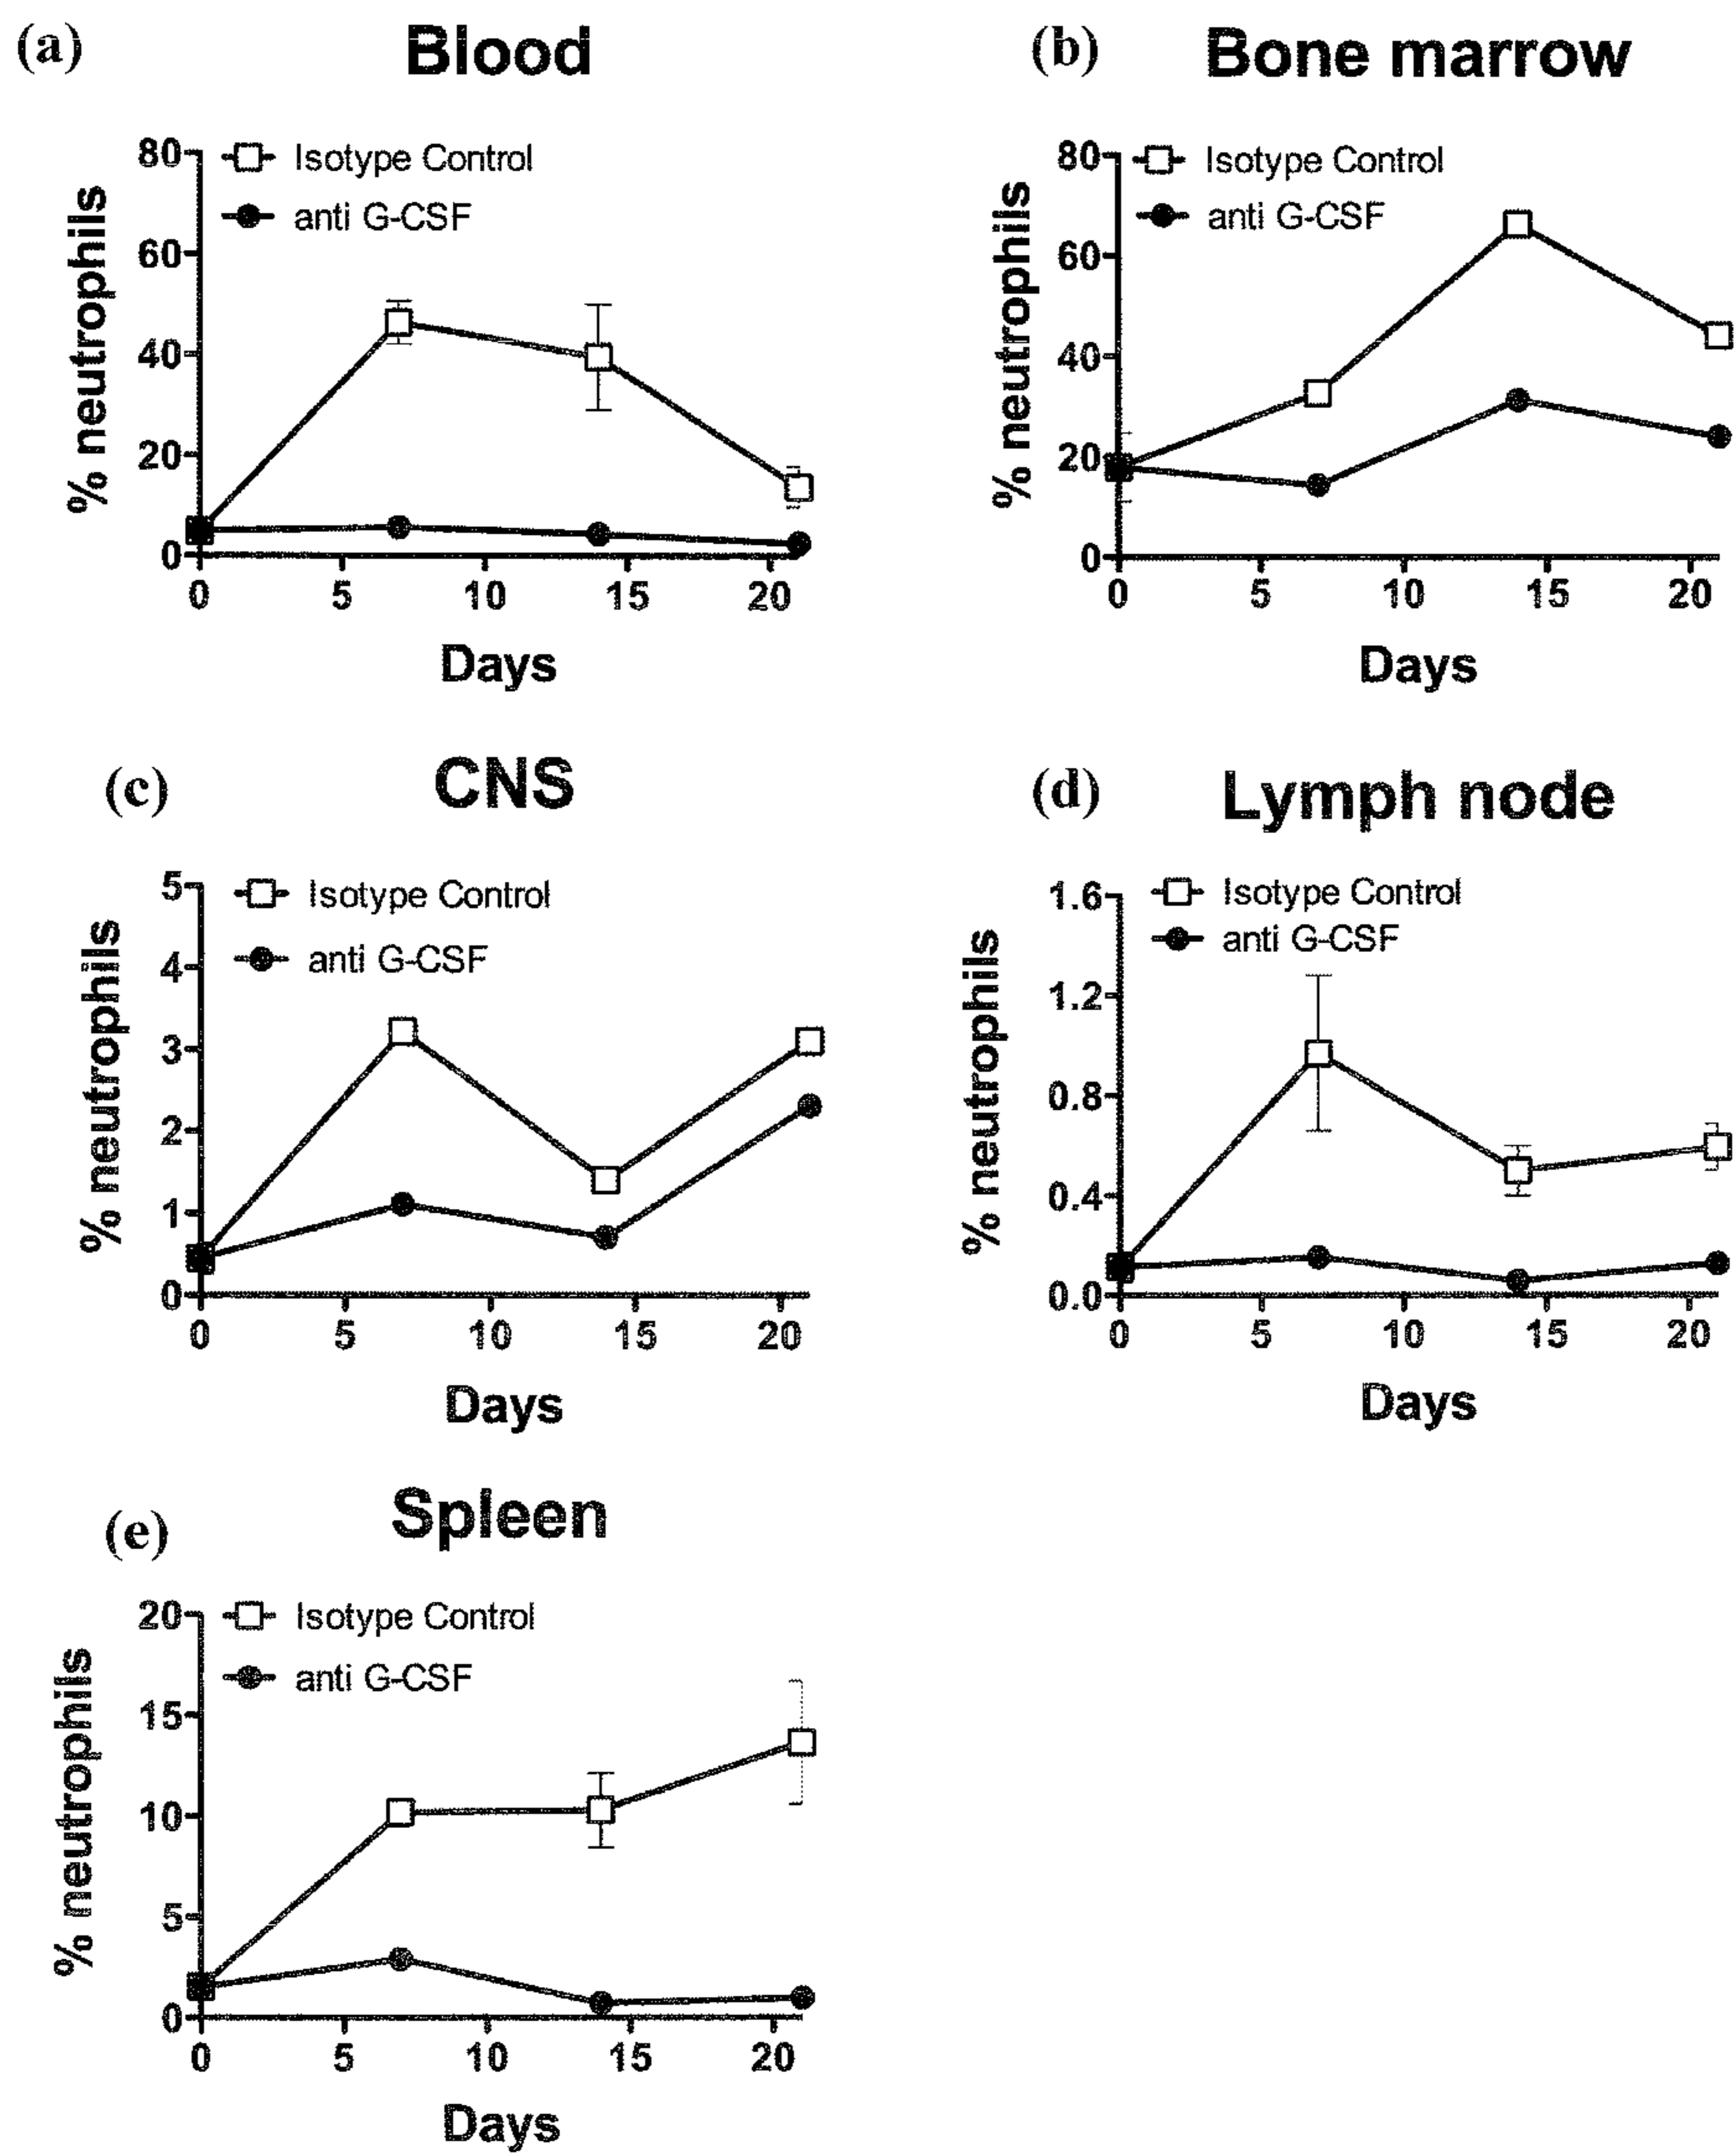 (a) Blood
80
60
40
20
0
% neutrophils
Isotype Control
anti G-CSF
0 5 10 15 20
Days
(b) Bone marrow
80
60
40
20
0
% neutrophils
Isotype Control
anti G-CSF
0 5 10 15 20
Days
(c) CNS
5
4
3
2
1
0
% neutrophils
Isotype Control
anti G-CSF
0 5 10 15 20
Days
(d) Lymph node
1.6
1.2
0.8
0.4
0.0
% neutrophils
Isotype Control
anti G-CSF
0 5 10 15 20
Days
(e) Spleen
20
15
10
5
0
% neutrophils
Isotype Control
anti G-CSF
0 5 10 15 20
Days